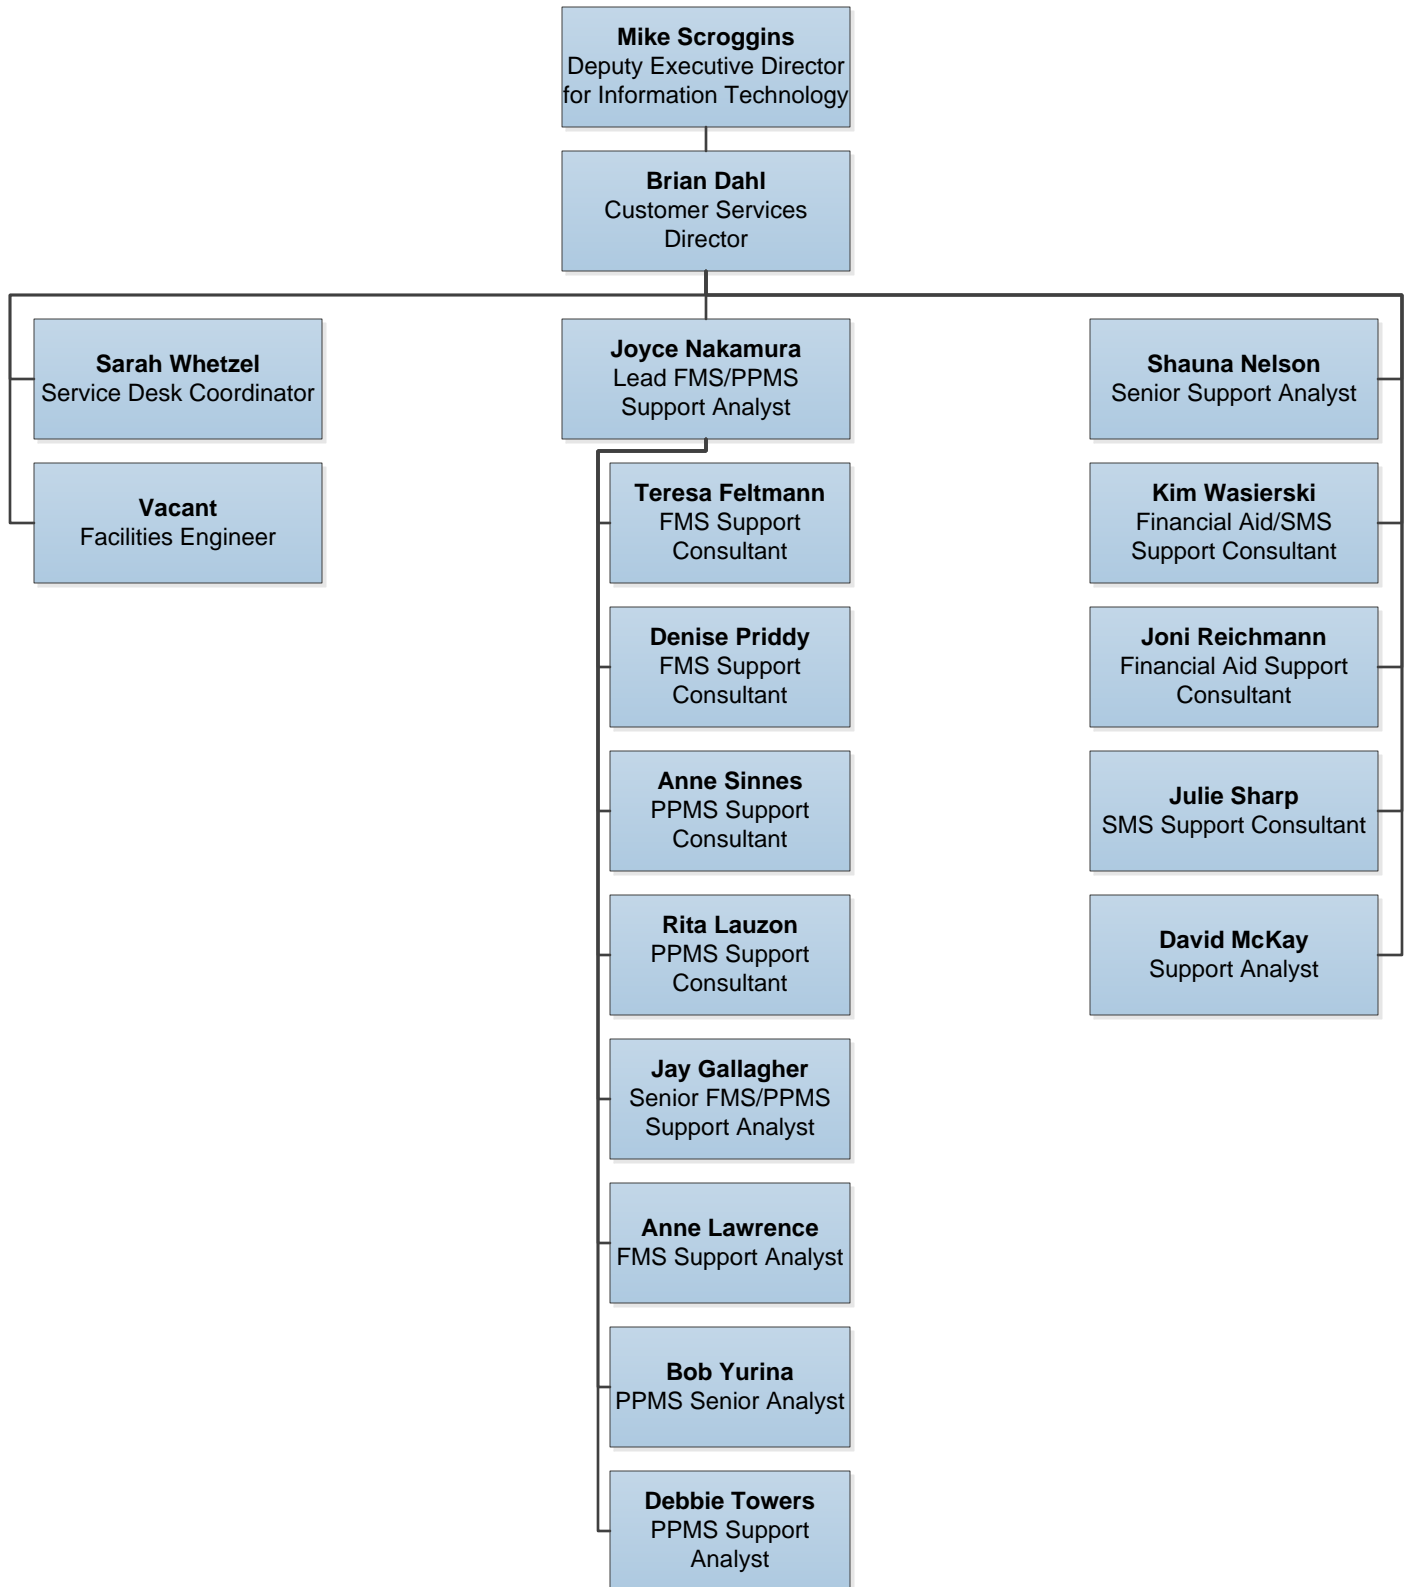 Mike Scroggins
Deputy Executive Director
for Information Technology
Brian Dahl
Customer Services
Director
Sarah Whetzel
Service Desk Coordinator
Vacant
Facilities Engineer
Joyce Nakamura
Lead FMS/PPMS
Support Analyst
Teresa Feltmann
FMS Support
Consultant
Denise Priddy
FMS Support
Consultant
Anne Sinnes
PPMS Support
Consultant
Rita Lauzon
PPMS Support
Consultant
Jay Gallagher
Senior FMS/PPMS
Support Analyst
Anne Lawrence
FMS Support Analyst
Bob Yurina
PPMS Senior Analyst
Debbie Towers
PPMS Support
Analyst
Shauna Nelson
Senior Support Analyst
Kim Wasierski
Financial Aid/SMS
Support Consultant
Joni Reichmann
Financial Aid Support
Consultant
Julie Sharp
SMS Support Consultant
David McKay
Support Analyst